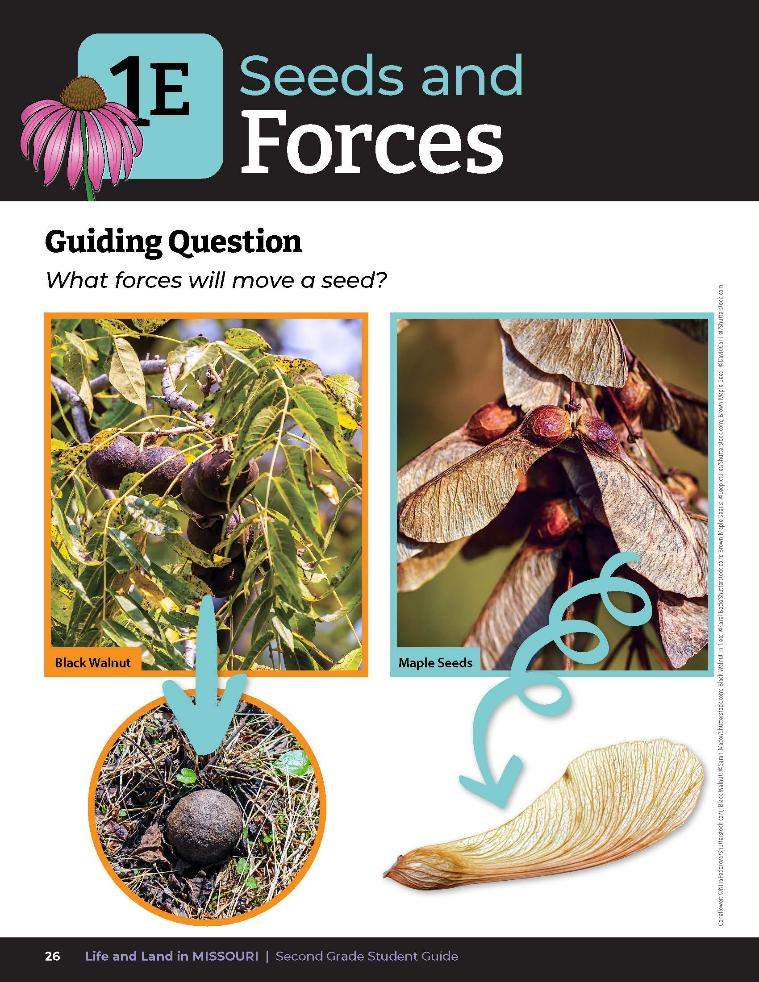 1E
Seeds and
Forces
Guiding Question
What forces will move a seed?
Black Walnut
Maple Seeds
26 Life and Land in MISSOURI | Second Grade Student Guide